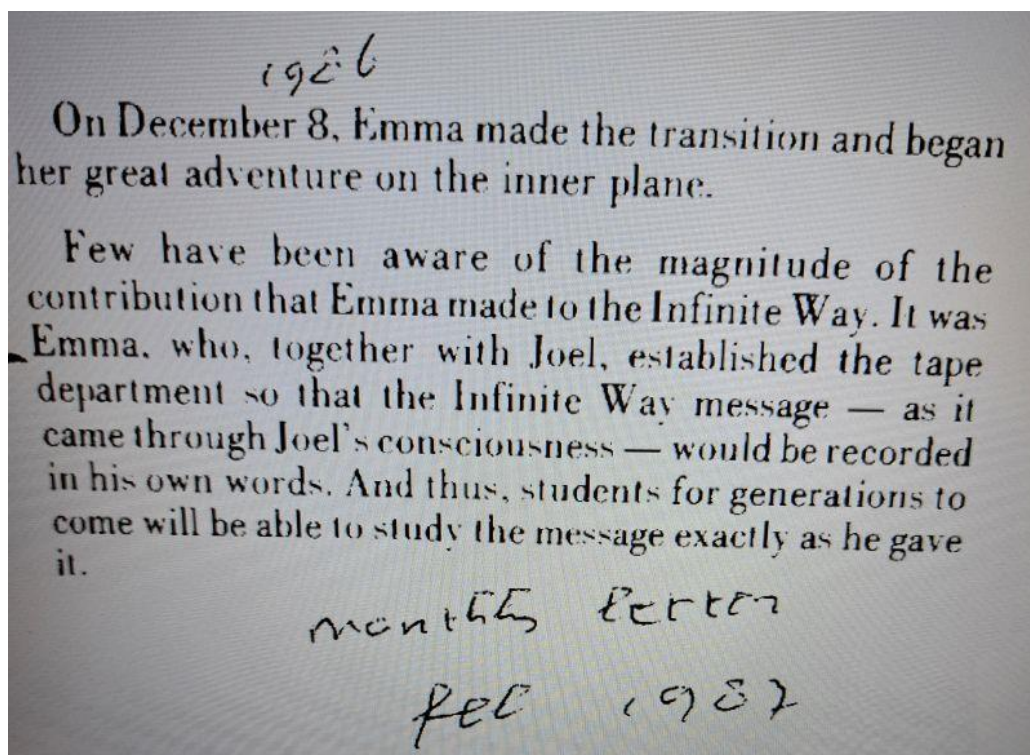 1986
On December 8, Emma made the transition and began
her great adventure on the inner plane.
Few have been aware of the magnitude of the
contribution that Emma made to the Infinite Way. It was
Emma, who, together with Joel, established the tape
department so that the Infinite Way message — as it
came through Joel's consciousness — would be recorded
in his own words. And thus, students for generations to
come will be able to study the message exactly as he gave
it.
monthly letter
feb 1987